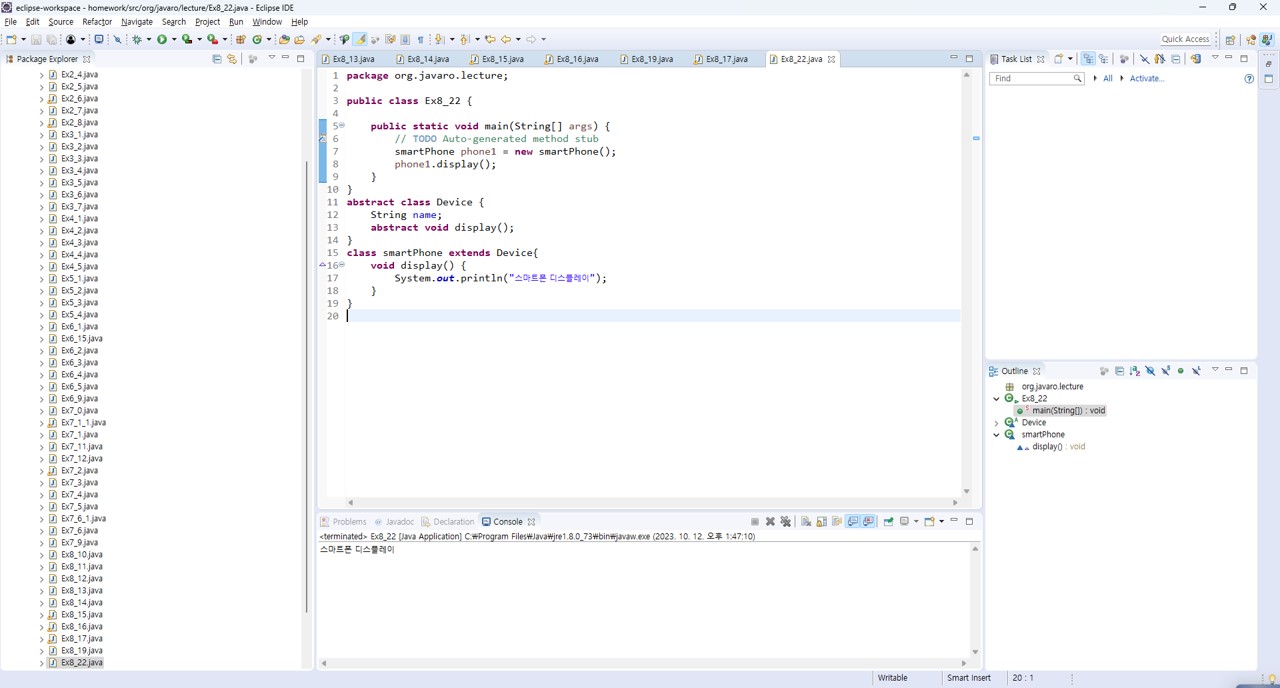 eclipse-workspace - homework/src/org/javaro/lecture/Ex8_22.java - Eclipse IDE
File Edit Source Refactor Navigate Search Project Run Window Help
Quick Access
Package Explorer
Ex2_4.java
Ex2_5.java
Ex2_6.java
Ex2_7.java
Ex2_8.java
Ex3_1.java
Ex3_2.java
Ex3_3.java
Ex3_4.java
Ex3_5.java
Ex3_6.java
Ex3_7.java
Ex4_1.java
Ex4_2.java
Ex4_3.java
Ex4_4.java
Ex4_5.java
Ex5_1.java
Ex5_2.java
Ex5_3.java
Ex5_4.java
Ex6_1.java
Ex6_15.java
Ex6_2.java
Ex6_3.java
Ex6_4.java
Ex6_5.java
Ex6_9.java
Ex7_0.java
Ex7_1_1.java
Ex7_1.java
Ex7_11.java
Ex7_12.java
Ex7_2.java
Ex7_3.java
Ex7_4.java
Ex7_5.java
Ex7_6_1.java
Ex7_6.java
Ex7_9.java
Ex8_10.java
Ex8_11.java
Ex8_12.java
Ex8_13.java
Ex8_14.java
Ex8_15.java
Ex8_16.java
Ex8_17.java
Ex8_19.java
Ex8_22.java
Ex8_13.java Ex8_14.java Ex8_15.java Ex8_16.java Ex8_19.java Ex8_17.java Ex8_22.java
1 package org.javaro.lecture;
2
3 public class Ex8_22 {
4
5 public static void main(String[] args) {
6 // TODO Auto-generated method stub
7 smartPhone phone1 = new smartPhone();
8 phone1.display();
9 }
10 }
11 abstract class Device {
12 String name;
13 abstract void display();
14 }
15 class smartPhone extends Device{
16 void display() {
17 System.out.println("스마트폰 디스플레이");
18 }
19 }
20
Problems Javadoc Declaration Console
<terminated> Ex8_22 [Java Application] C:₩Program Files₩Java₩jre1.8.0_73₩bin₩javaw.exe (2023. 10. 12. 오후 1:47:10)
스마트폰 디스플레이
Task List
Find All Activate...
Outline
org.javaro.lecture
Ex8_22
main(String[]) : void
Device
smartPhone
display() : void
Writable Smart Insert 20 : 1